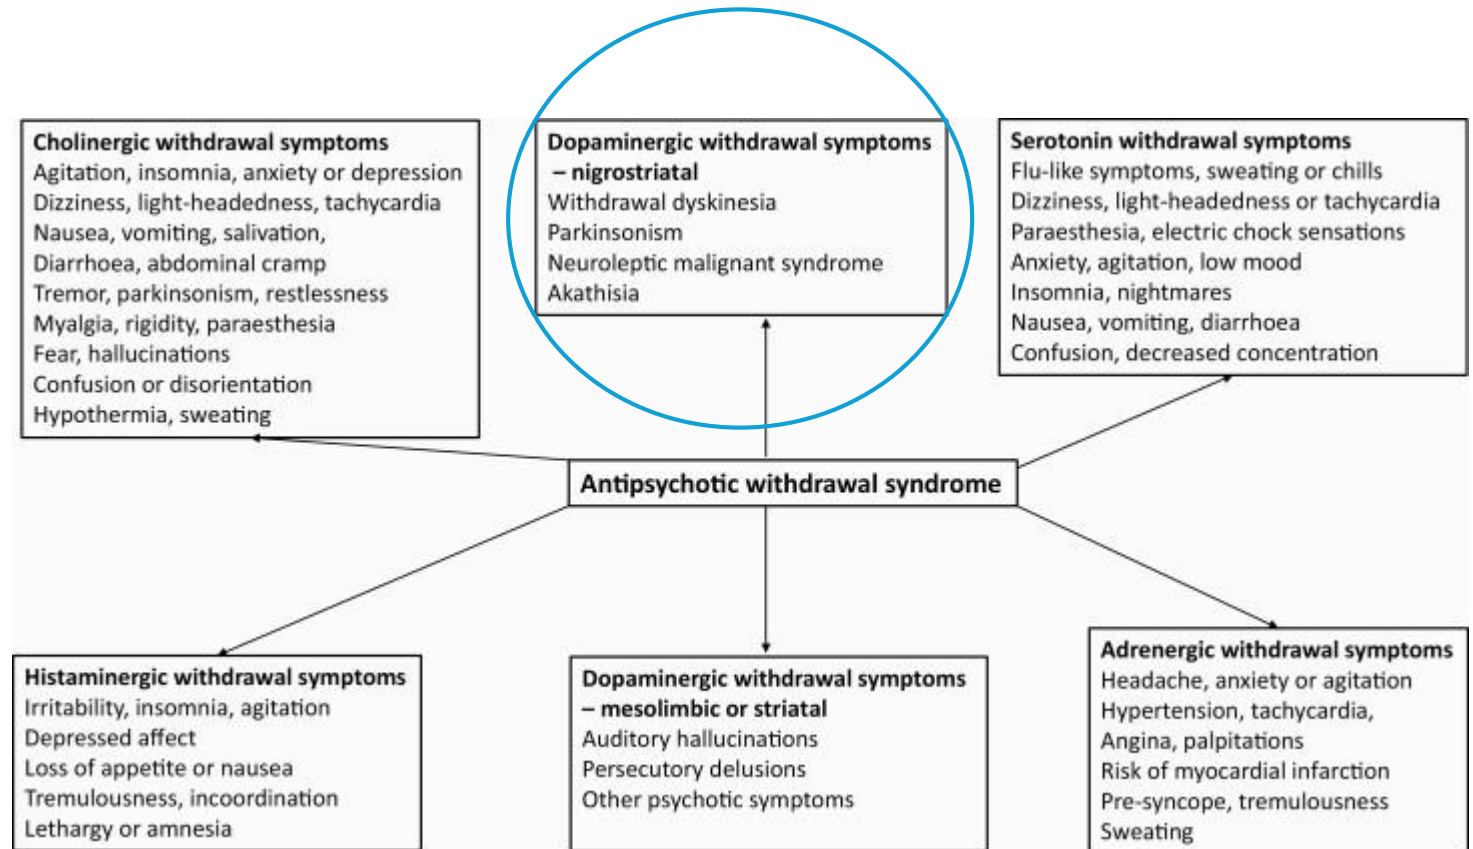 Cholinergic withdrawal symptoms
Agitation, insomnia, anxiety or depression
Dizziness, light-headedness, tachycardia
Nausea, vomiting, salivation,
Diarrhoea, abdominal cramp
Tremor, parkinsonism, restlessness
Myalgia, rigidity, paraesthesia
Fear, hallucinations
Confusion or disorientation
Hypothermia, sweating
Dopaminergic withdrawal symptoms
– nigrostriatal
Withdrawal dyskinesia
Parkinsonism
Neuroleptic malignant syndrome
Akathisia
Serotonin withdrawal symptoms
Flu-like symptoms, sweating or chills
Dizziness, light-headedness or tachycardia
Paraesthesia, electric chock sensations
Anxiety, agitation, low mood
Insomnia, nightmares
Nausea, vomiting, diarrhoea
Confusion, decreased concentration
Antipsychotic withdrawal syndrome
Histaminergic withdrawal symptoms
Irritability, insomnia, agitation
Depressed affect
Loss of appetite or nausea
Tremulousness, incoordination
Lethargy or amnesia
Dopaminergic withdrawal symptoms
– mesolimbic or striatal
Auditory hallucinations
Persecutory delusions
Other psychotic symptoms
Adrenergic withdrawal symptoms
Headache, anxiety or agitation
Hypertension, tachycardia,
Angina, palpitations
Risk of myocardial infarction
Pre-syncope, tremulousness
Sweating